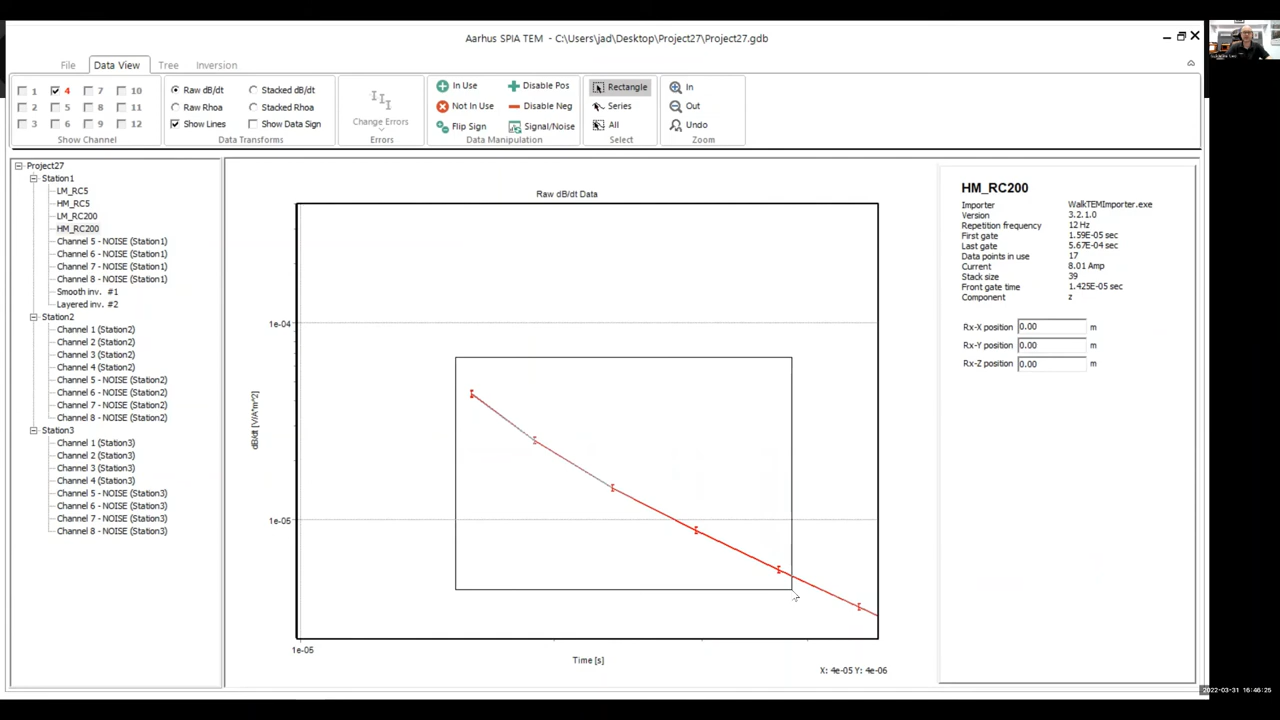 Aarhus SPIA TEM - C:\Users\jad\Desktop\Project27\Project27.gdb
File Data View Tree Inversion
1 4 7 10
2 5 8 11
3 6 9 12
Show Channel
Raw dB/dt Stacked dB/dt
Raw Rhoa Stacked Rhoa
Show Lines Show Data Sign
Data Transforms
Change Errors
Errors
In Use Disable Pos
Not In Use Disable Neg
Flip Sign Signal/Noise
Data Manipulation
Rectangle
Series
All
Select
In
Out
Undo
Zoom
Project27
Station1
LM_RC5
HM_RC5
LM_RC200
HM_RC200
Channel 5 - NOISE (Station1)
Channel 6 - NOISE (Station1)
Channel 7 - NOISE (Station1)
Channel 8 - NOISE (Station1)
Smooth inv. #1
Layered inv. #2
Station2
Channel 1 (Station2)
Channel 2 (Station2)
Channel 3 (Station2)
Channel 4 (Station2)
Channel 5 - NOISE (Station2)
Channel 6 - NOISE (Station2)
Channel 7 - NOISE (Station2)
Channel 8 - NOISE (Station2)
Station3
Channel 1 (Station3)
Channel 2 (Station3)
Channel 3 (Station3)
Channel 4 (Station3)
Channel 5 - NOISE (Station3)
Channel 6 - NOISE (Station3)
Channel 7 - NOISE (Station3)
Channel 8 - NOISE (Station3)
Raw dB/dt Data
1e-04
dB/dt [V/A*m^2]
1e-05
1e-05
Time [s]
X: 4e-05 Y: 4e-06
HM_RC200
Importer WalkTEMImporter.exe
Version 3.2.1.0
Repetition frequency 12 Hz
First gate 1.59E-05 sec
Last gate 5.67E-04 sec
Data points in use 17
Current 8.01 Amp
Stack size 39
Front gate time 1.425E-05 sec
Component z
Rx-X position 0.00 m
Rx-Y position 0.00 m
Rx-Z position 0.00 m
2022-03-31 16:46:25